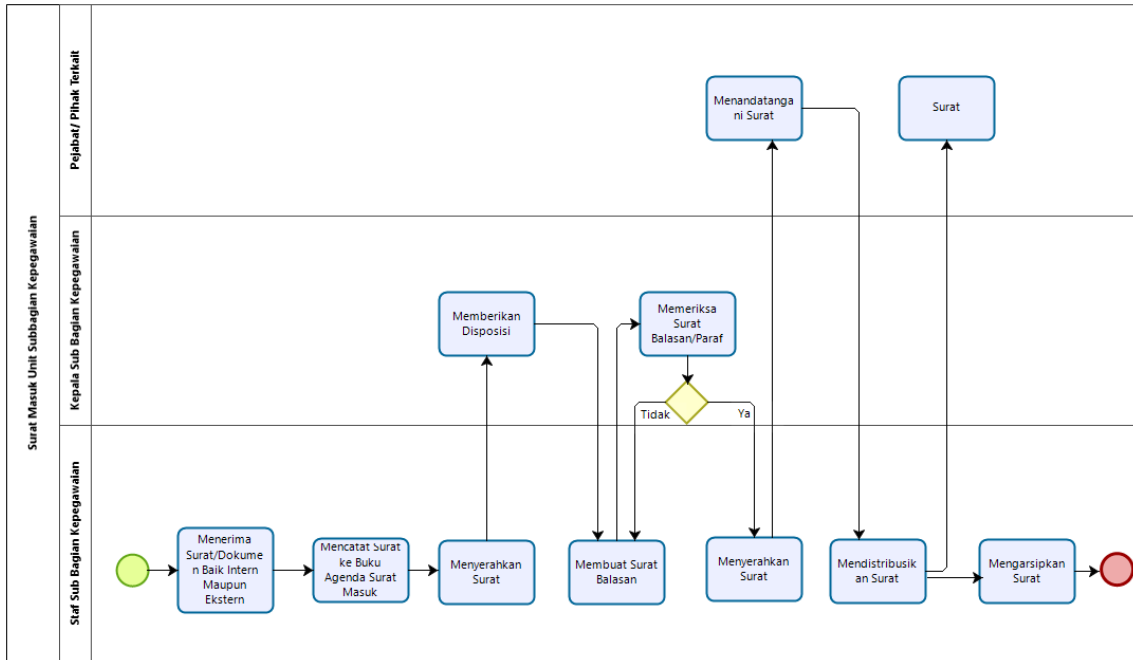 Surat Masuk Unit Subbagian Kepegawaian
Pejabat/ Pihak Terkait
Menandatanga
ni Surat
Surat
Kepala Sub Bagian Kepegawaian
Memberikan
Disposisi
Memeriksa
Surat
Balasan/Paraf
Tidak
Ya
Staf Sub Bagian Kepegawaian
Menerima
Surat/Dokume
n Baik Intern
Maupun
Ekstern
Mencatat Surat
ke Buku
Agenda Surat
Masuk
Menyerahkan
Surat
Membuat Surat
Balasan
Menyerahkan
Surat
Mendistribusik
an Surat
Mengarsipkan
Surat